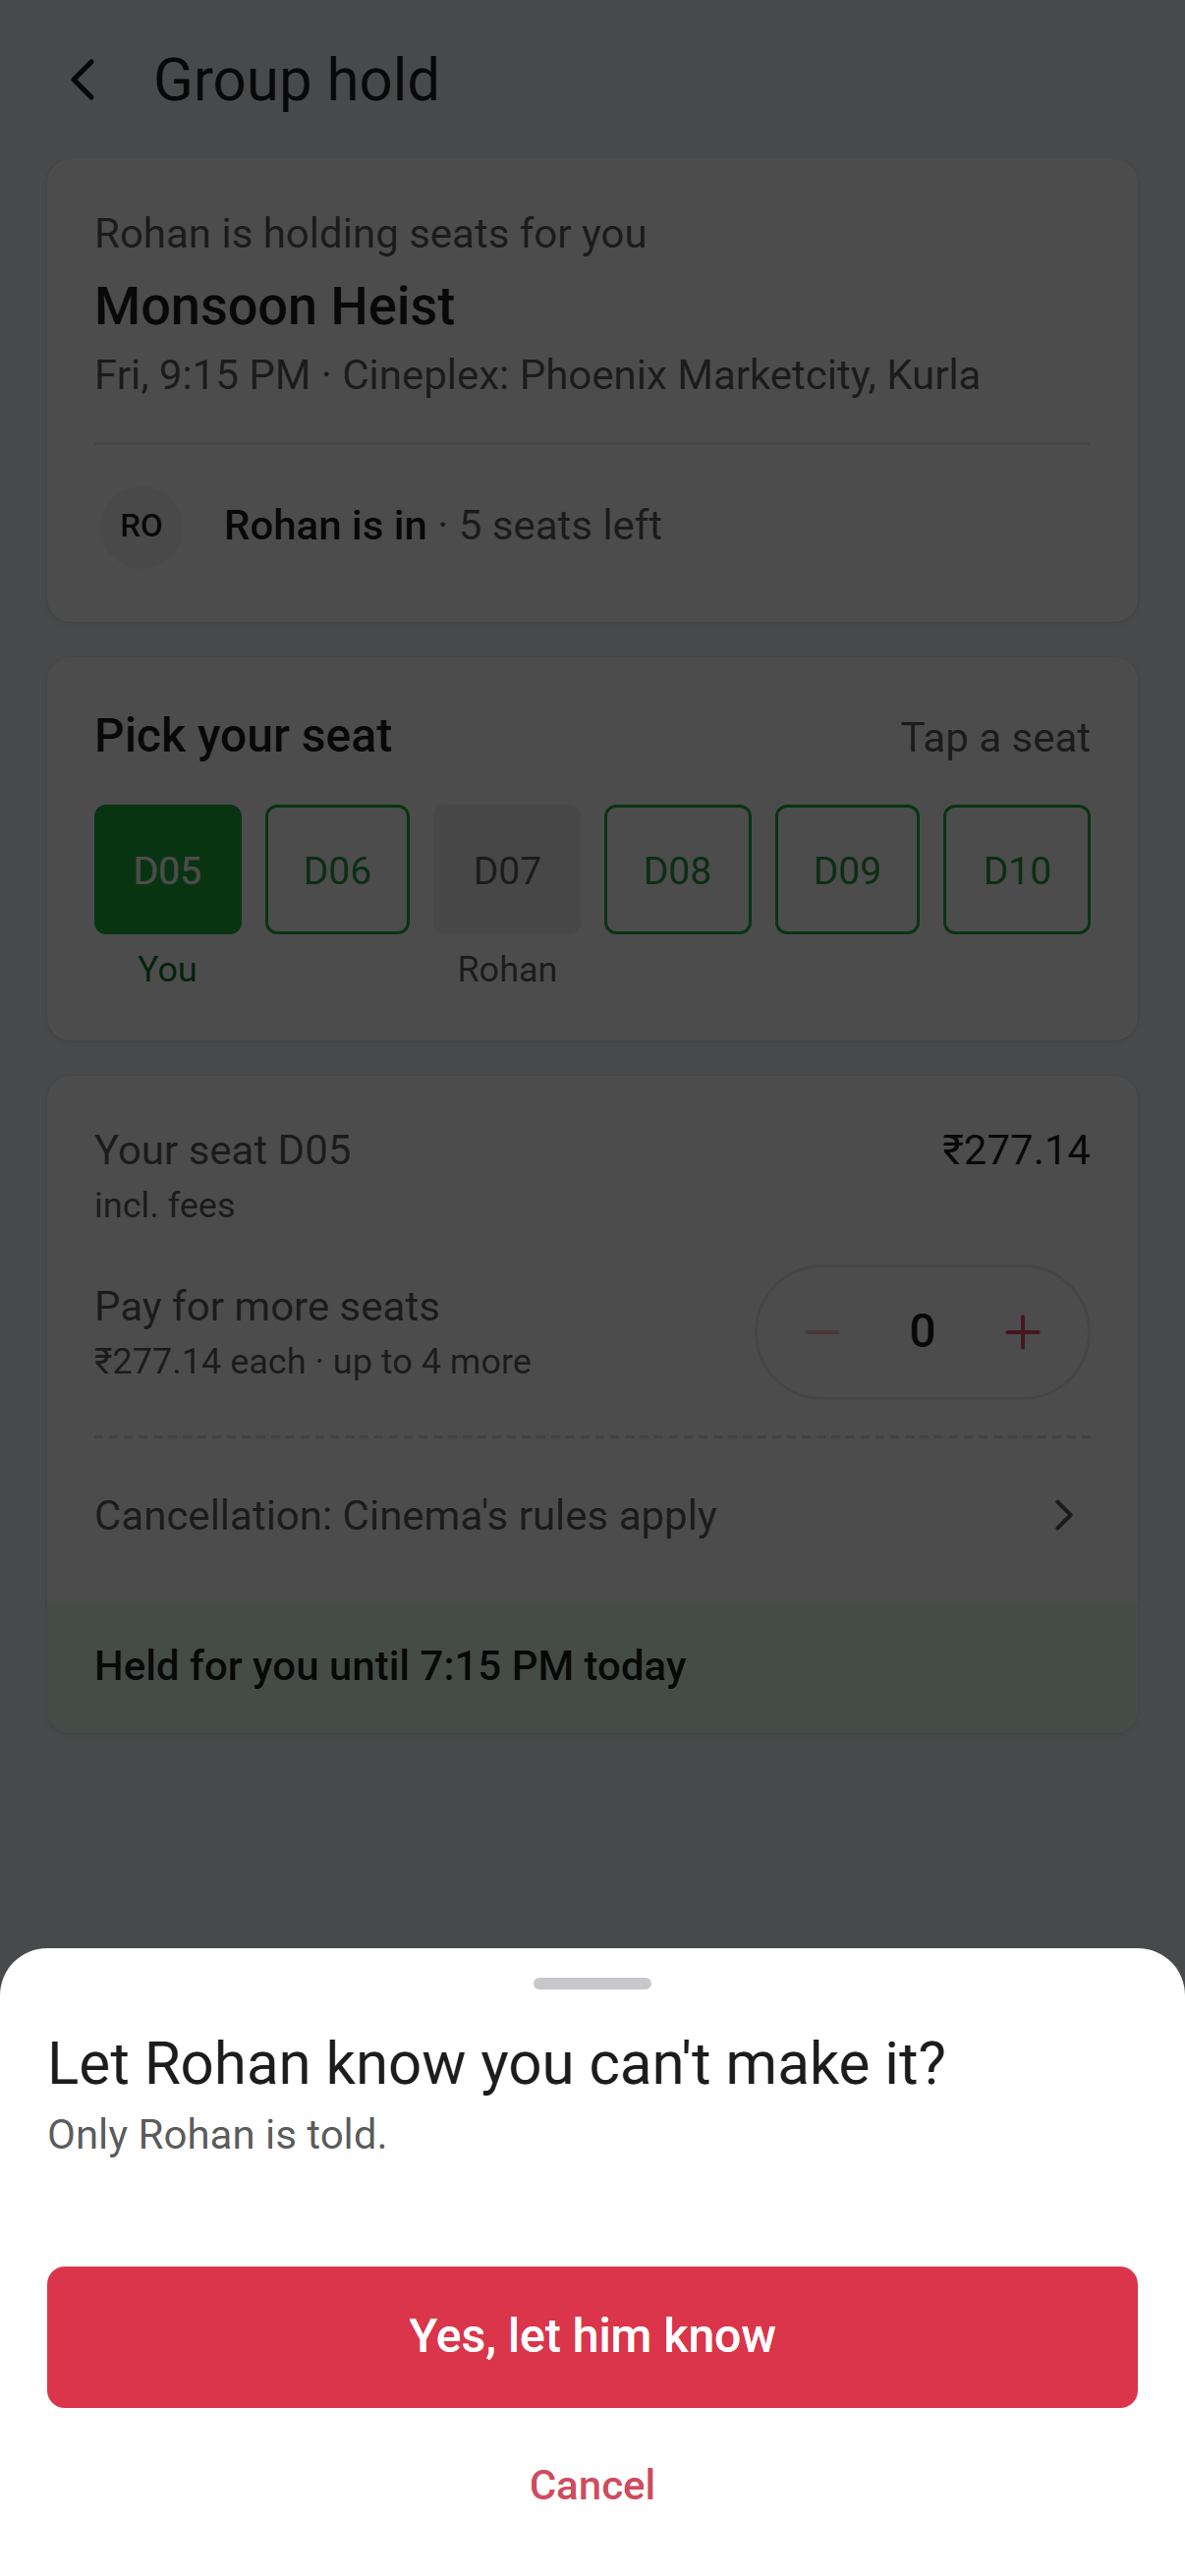 Group hold
Rohan is holding seats for you
Monsoon Heist
Fri, 9:15 PM · Cineplex: Phoenix Marketcity, Kurla
RO Rohan is in · 5 seats left
Pick your seat Tap a seat
D05 D06 D07 D08 D09 D10
You Rohan
Your seat D05 ₹277.14
incl. fees
Pay for more seats
₹277.14 each · up to 4 more
− 0 +
Cancellation: Cinema's rules apply
Held for you until 7:15 PM today
Let Rohan know you can't make it?
Only Rohan is told.
Yes, let him know
Cancel